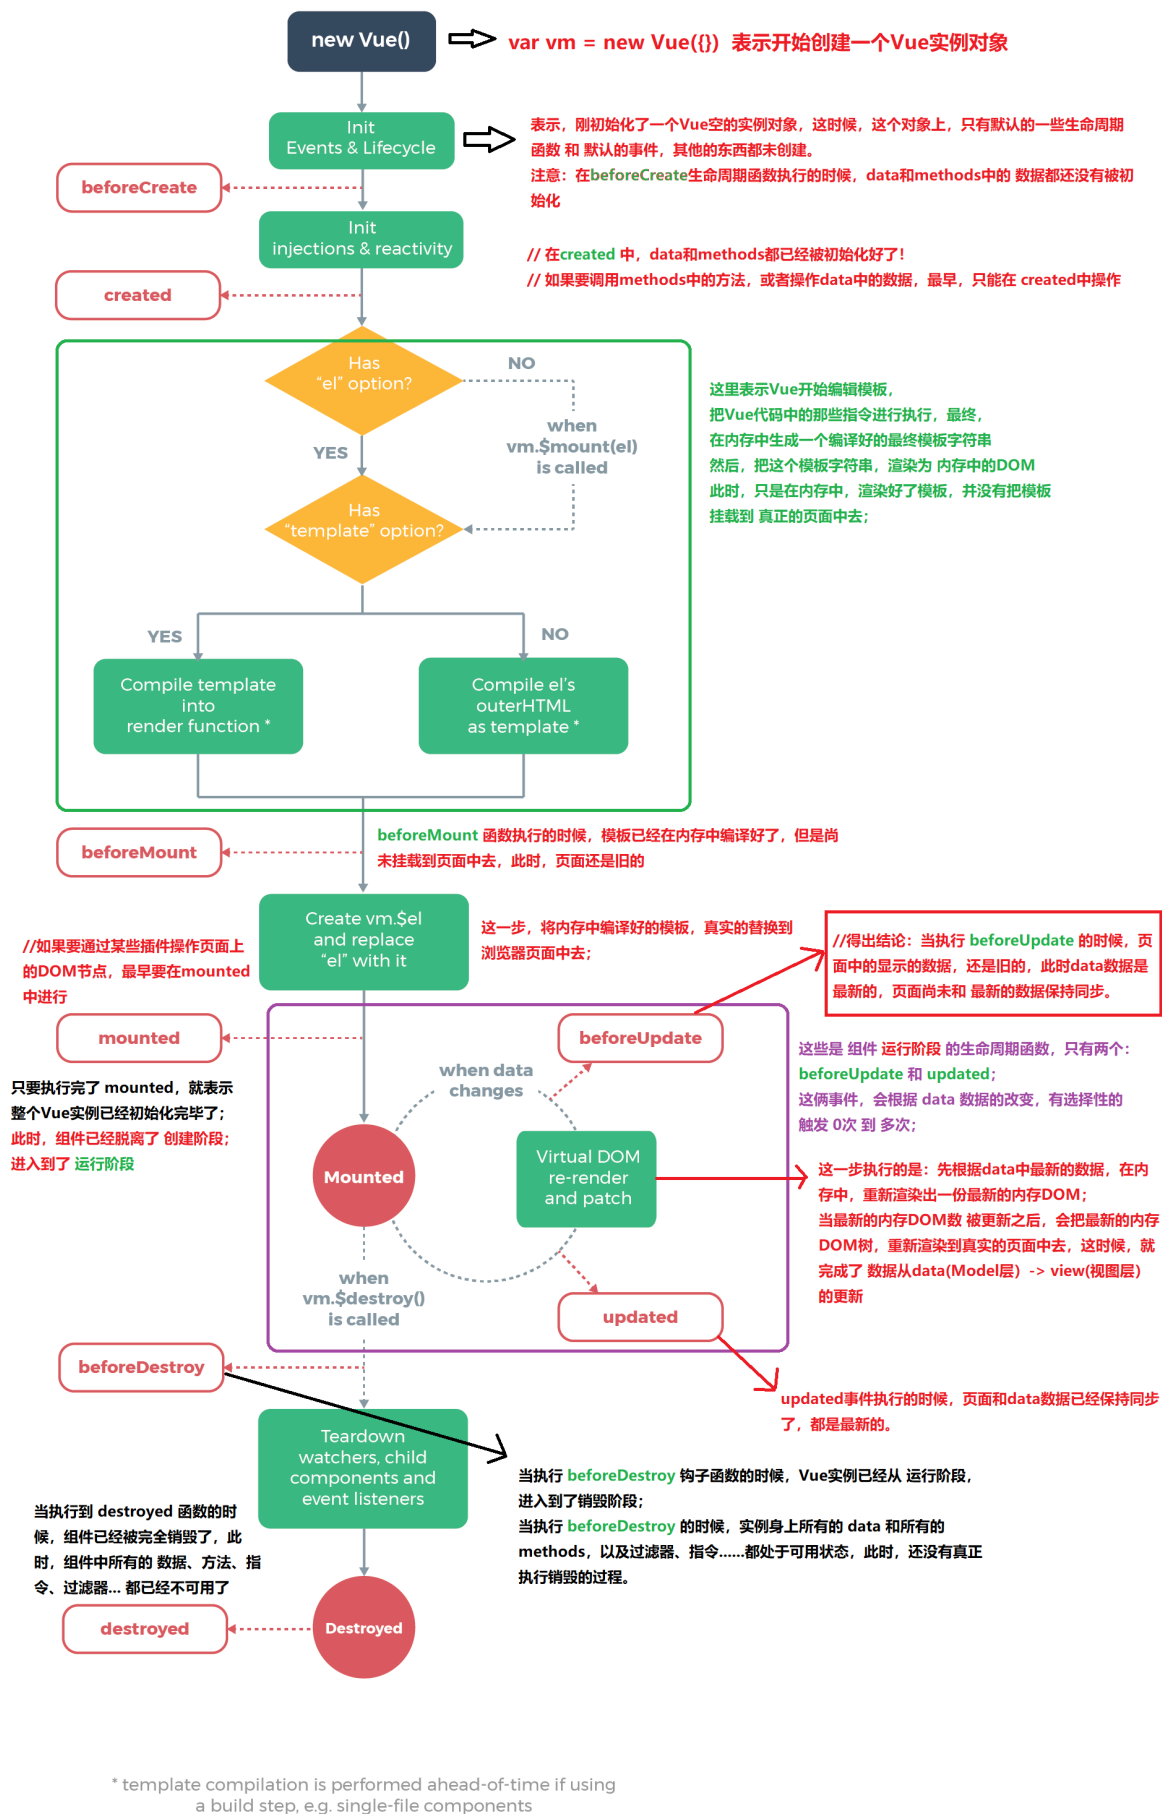 new Vue()
var vm = new Vue({}) 表示开始创建一个Vue实例对象
Init
Events & Lifecycle
表示，刚初始化了一个Vue空的实例对象，这时候，这个对象上，只有默认的一些生命周期
函数 和 默认的事件，其他的东西都未创建。
注意：在beforeCreate生命周期函数执行的时候，data和methods中的 数据都还没有被初
始化
beforeCreate
Init
injections & reactivity
// 在created 中，data和methods都已经被初始化好了！
// 如果要调用methods中的方法，或者操作data中的数据，最早，只能在 created中操作
created
Has
“el” option?
NO
when
vm.$mount(el)
is called
YES
这里表示Vue开始编辑模板，
把Vue代码中的那些指令进行执行，最终，
在内存中生成一个编译好的最终模板字符串
然后，把这个模板字符串，渲染为 内存中的DOM
此时，只是在内存中，渲染好了模板，并没有把模板
挂载到 真正的页面中去；
Has
“template” option?
YES
NO
Compile template
into
render function *
Compile el’s
outerHTML
as template *
beforeMount
beforeMount 函数执行的时候，模板已经在内存中编译好了，但是尚
未挂载到页面中去，此时，页面还是旧的
Create vm.$el
and replace
“el” with it
这一步，将内存中编译好的模板，真实的替换到
浏览器页面中去；
//如果要通过某些插件操作页面上
的DOM节点，最早要在mounted
中进行
//得出结论：当执行 beforeUpdate 的时候，页
面中的显示的数据，还是旧的，此时data数据是
最新的，页面尚未和 最新的数据保持同步。
mounted
beforeUpdate
这些是 组件 运行阶段 的生命周期函数，只有两个：
beforeUpdate 和 updated；
这俩事件，会根据 data 数据的改变，有选择性的
触发 0次 到 多次；
只要执行完了 mounted，就表示
整个Vue实例已经初始化完毕了；
此时，组件已经脱离了 创建阶段；
进入到了 运行阶段
when data
changes
Mounted
Virtual DOM
re-render
and patch
这一步执行的是：先根据data中最新的数据，在内
存中，重新渲染出一份最新的内存DOM；
当最新的内存DOM数 被更新之后，会把最新的内存
DOM树，重新渲染到真实的页面中去，这时候，就
完成了 数据从data(Model层）-> view(视图层）
的更新
when
vm.$destroy()
is called
updated
beforeDestroy
updated事件执行的时候，页面和data数据已经保持同步
了，都是最新的。
Teardown
watchers, child
components and
event listeners
当执行 beforeDestroy 钩子函数的时候，Vue实例已经从 运行阶段，
进入到了销毁阶段；
当执行 beforeDestroy 的时候，实例身上所有的 data 和所有的
methods，以及过滤器、指令......都处于可用状态，此时，还没有真正
执行销毁的过程。
当执行到 destroyed 函数的时
候，组件已经被完全销毁了，此
时，组件中所有的 数据、方法、指
令、过滤器... 都已经不可用了
destroyed
Destroyed
* template compilation is performed ahead-of-time if using
a build step, e.g. single-file components